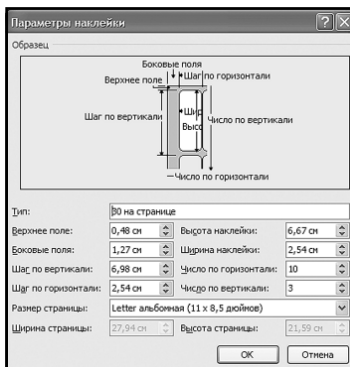 Параметры наклейки
Образец
Боковые поля
Верхнее поле
Шаг по горизонтали
Шаг по вертикали
Шир
Высо
Число по вертикали
Число по горизонтали
Тип: 30 на странице
Верхнее поле: 0,48 см Высота наклейки: 6,67 см
Боковые поля: 1,27 см Ширина наклейки: 2,54 см
Шаг по вертикали: 6,98 см Число по горизонтали: 10
Шаг по горизонтали: 2,54 см Число по вертикали: 3
Размер страницы: Letter альбомная (11 x 8,5 дюймов)
Ширина страницы: 27,94 см Высота страницы: 21,59 см
ОК Отмена